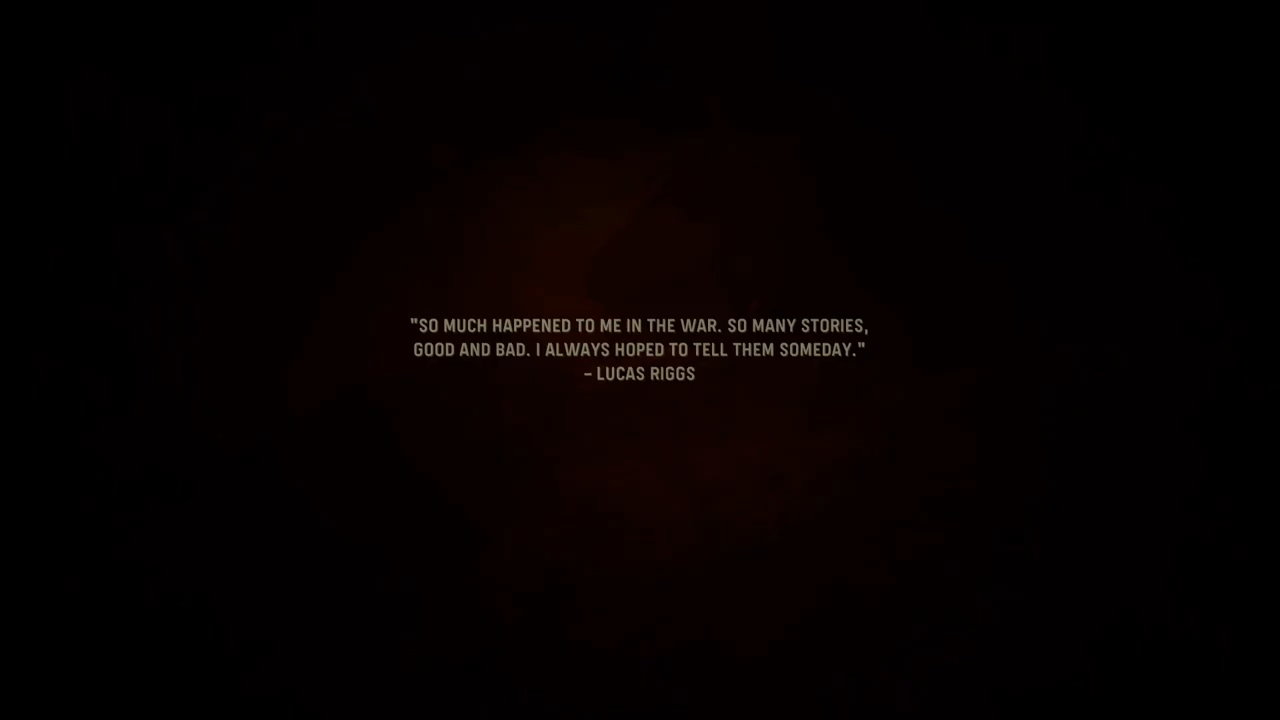 "SO MUCH HAPPENED TO ME IN THE WAR. SO MANY STORIES,
GOOD AND BAD. I ALWAYS HOPED TO TELL THEM SOMEDAY."
– LUCAS RIGGS